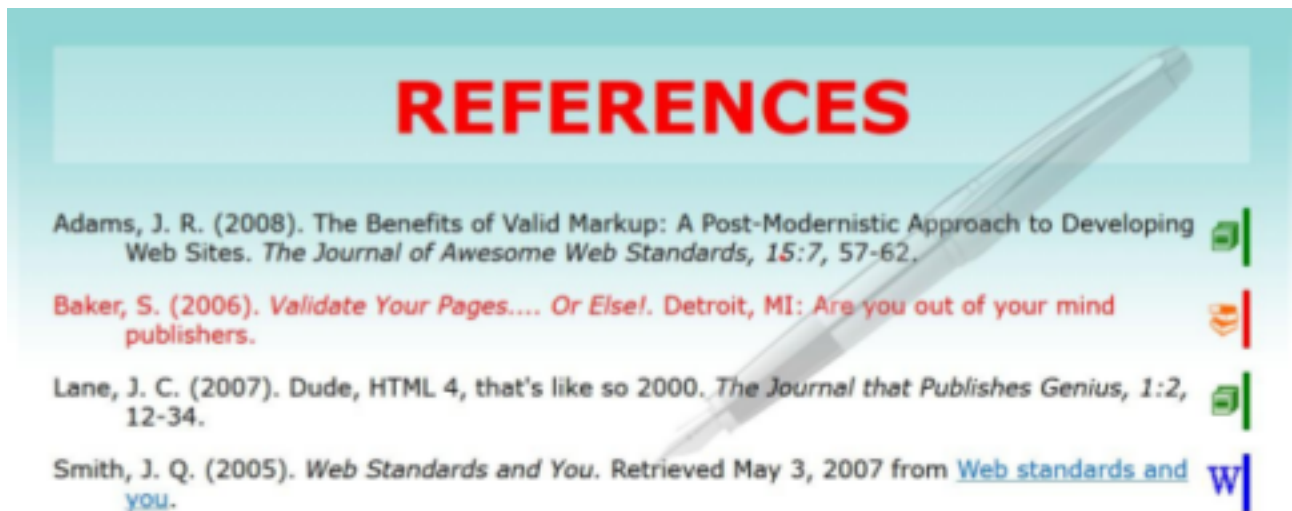 REFERENCES
Adams, J. R. (2008). The Benefits of Valid Markup: A Post-Modernistic Approach to Developing
Web Sites. The Journal of Awesome Web Standards, 15:7, 57-62.
Baker, S. (2006). Validate Your Pages.... Or Else!. Detroit, MI: Are you out of your mind
publishers.
Lane, J. C. (2007). Dude, HTML 4, that's like so 2000. The Journal that Publishes Genius, 1:2,
12-34.
Smith, J. Q. (2005). Web Standards and You. Retrieved May 3, 2007 from Web standards and
you.
W